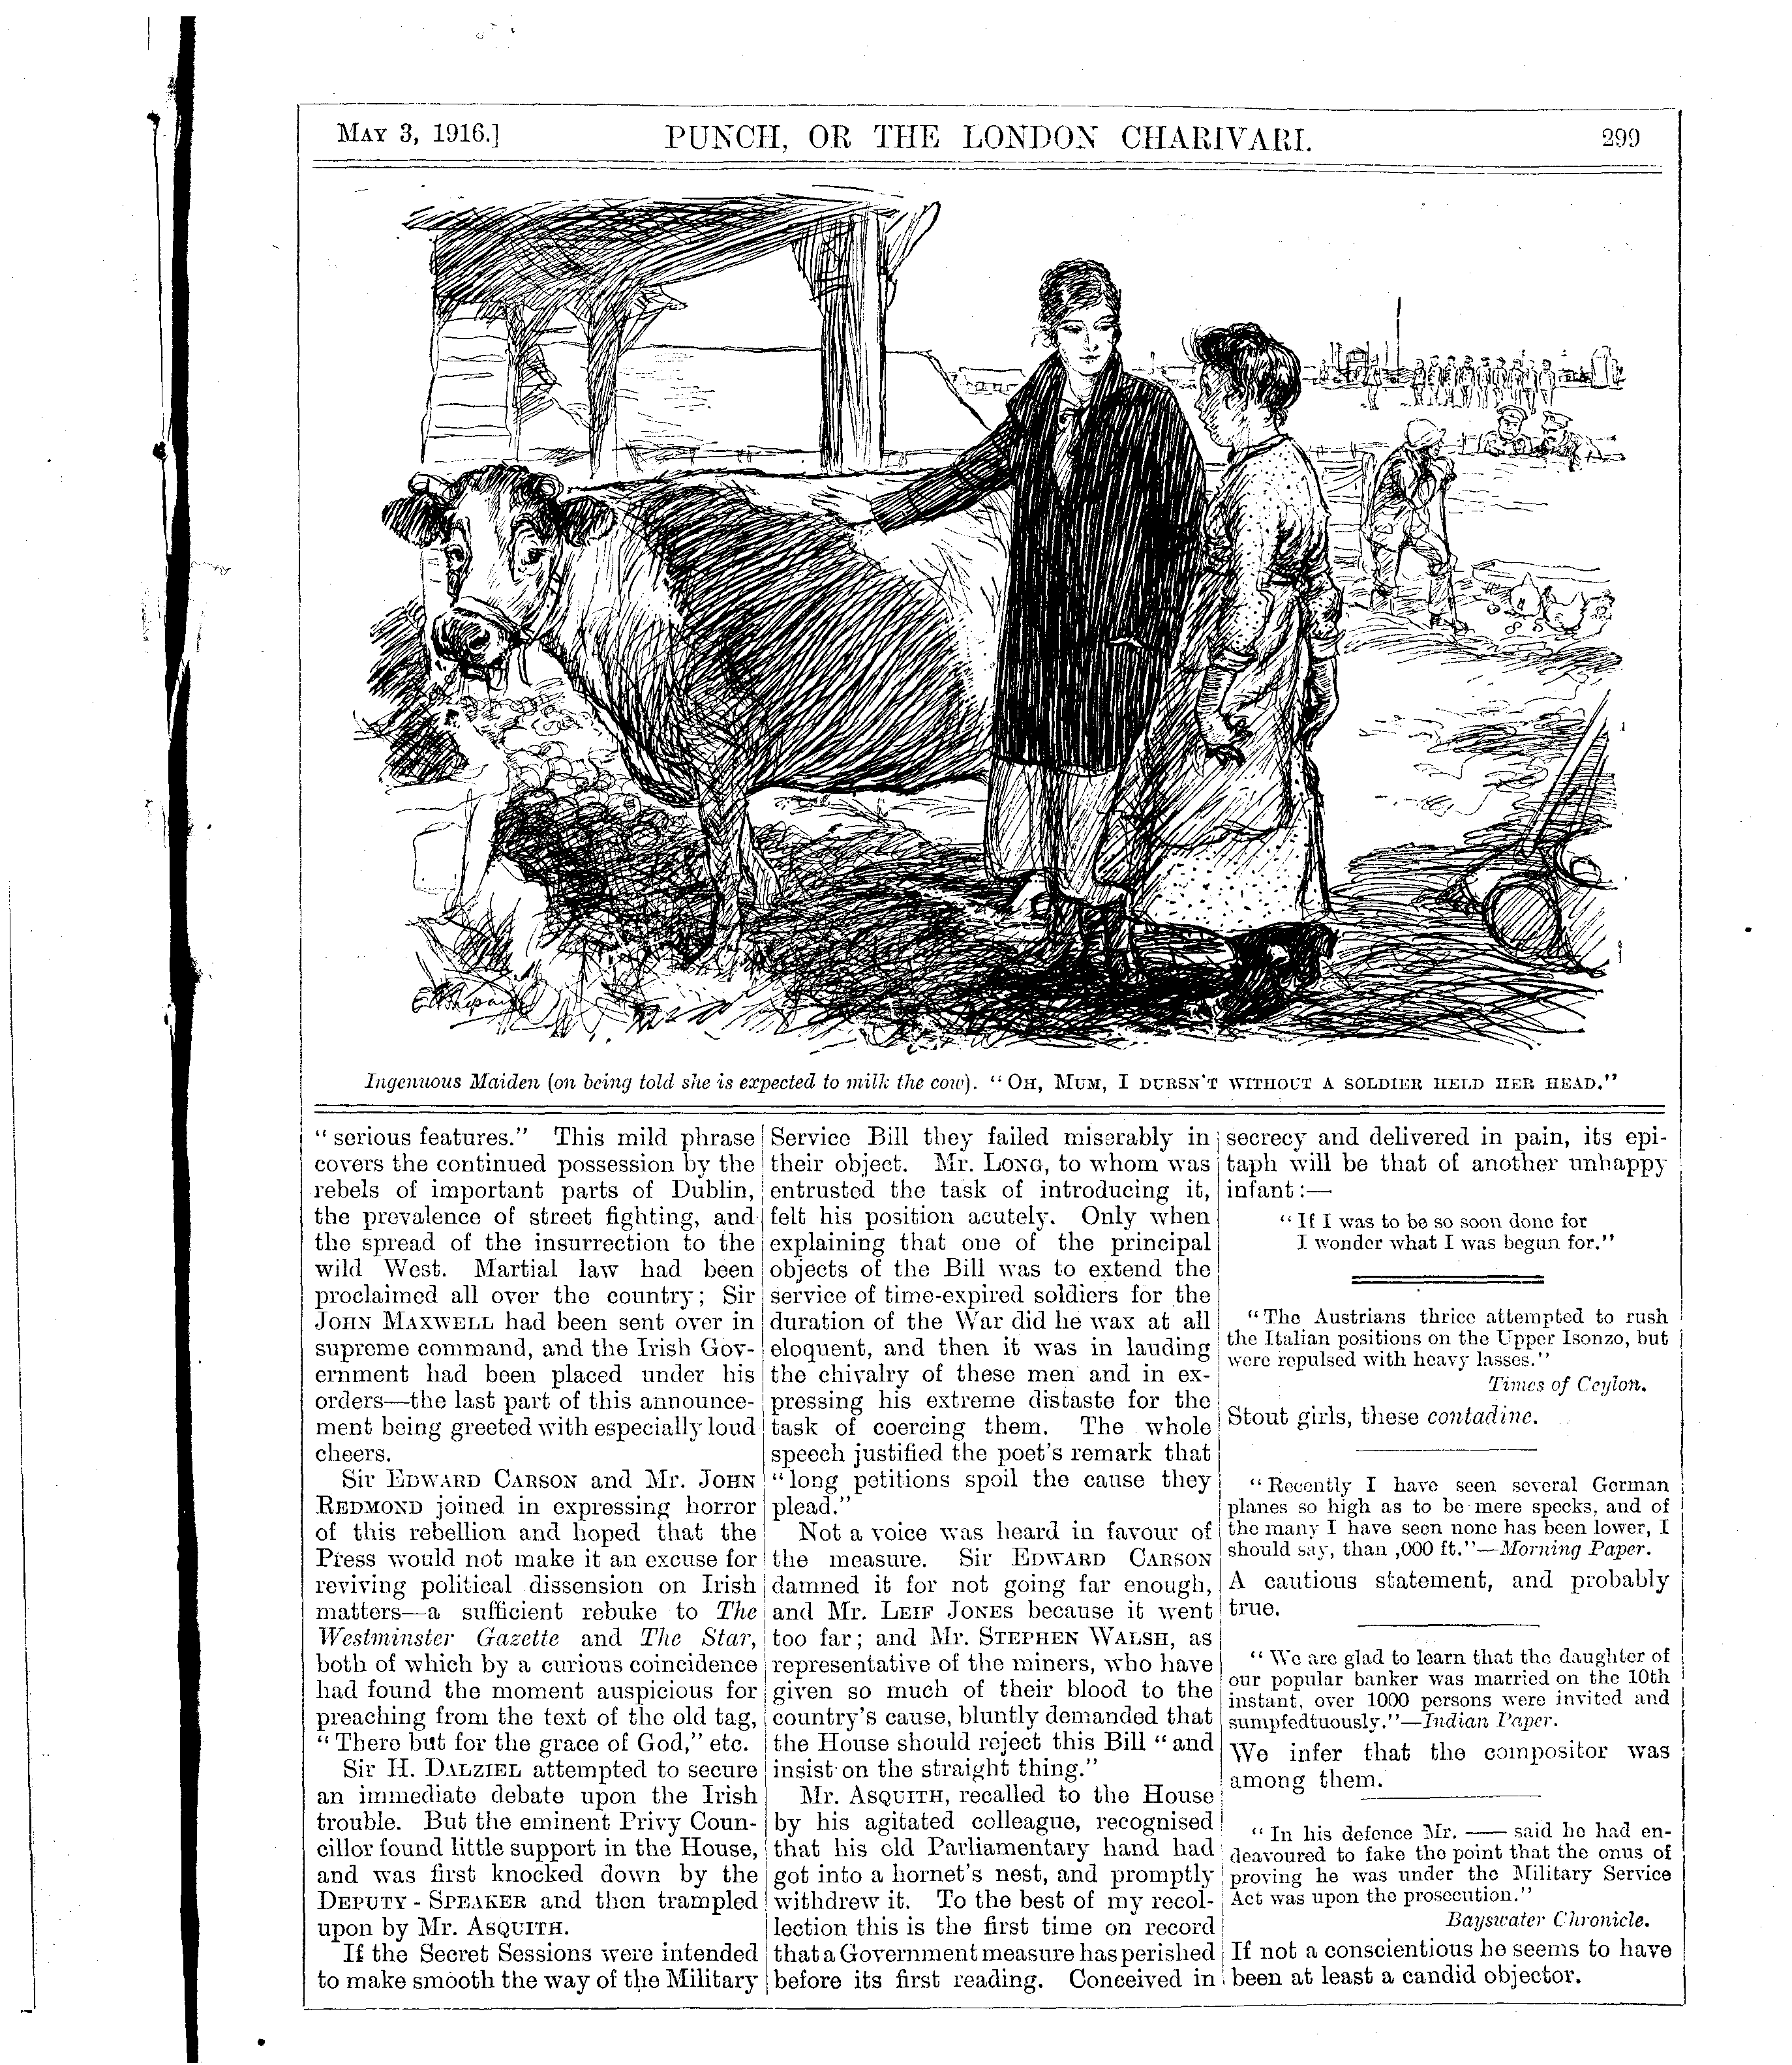 MAY 3, 1916.]
PUNCH, OR THE LONDON CHARIVARI.
299
E. H. Shepard
Ingenuous Maiden (on being told she is expected to milk the cow). "OH, MUM, I DURSN'T WITHOUT A SOLDIER HELD HER HEAD."
"serious features." This mild phrase
covers the continued possession by the
rebels of important parts of Dublin,
the prevalence of street fighting, and
the spread of the insurrection to the
wild West. Martial law had been
proclaimed all over the country; Sir
JOHN MAXWELL had been sent over in
supreme command, and the Irish Gov-
ernment had been placed under his
orders—the last part of this announce-
ment being greeted with especially loud
cheers.
Sir EDWARD CARSON and Mr. JOHN
REDMOND joined in expressing horror
of this rebellion and hoped that the
Press would not make it an excuse for
reviving political dissension on Irish
matters—a sufficient rebuke to The
Westminster Gazette and The Star,
both of which by a curious coincidence
had found the moment auspicious for
preaching from the text of the old tag,
"There but for the grace of God," etc.
Sir H. DALZIEL attempted to secure
an immediate debate upon the Irish
trouble. But the eminent Privy Coun-
cillor found little support in the House,
and was first knocked down by the
DEPUTY-SPEAKER and then trampled
upon by Mr. ASQUITH.
If the Secret Sessions were intended
to make smooth the way of the Military
Service Bill they failed miserably in
their object. Mr. LONG, to whom was
entrusted the task of introducing it,
felt his position acutely. Only when
explaining that one of the principal
objects of the Bill was to extend the
service of time-expired soldiers for the
duration of the War did he wax at all
eloquent, and then it was in lauding
the chivalry of these men and in ex-
pressing his extreme distaste for the
task of coercing them. The whole
speech justified the poet's remark that
"long petitions spoil the cause they
plead."
Not a voice was heard in favour of
the measure. Sir EDWARD CARSON
damned it for not going far enough,
and Mr. LEIF JONES because it went
too far; and Mr. STEPHEN WALSH, as
representative of the miners, who have
given so much of their blood to the
country's cause, bluntly demanded that
the House should reject this Bill "and
insist on the straight thing."
Mr. ASQUITH, recalled to the House
by his agitated colleague, recognised
that his old Parliamentary hand had
got into a hornet's nest, and promptly
withdrew it. To the best of my recol-
lection this is the first time on record
that a Government measure has perished
before its first reading. Conceived in
secrecy and delivered in pain, its epi-
taph will be that of another unhappy
infant:—
"If I was to be so soon done for
I wonder what I was begun for."
"The Austrians thrice attempted to rush
the Italian positions on the Upper Isonzo, but
were repulsed with heavy lasses."
Times of Ceylon.
Stout girls, these contadine.
"Recently I have seen several German
planes so high as to be mere specks, and of
the many I have seen none has been lower, I
should say, than ,000 ft."—Morning Paper.
A cautious statement, and probably
true.
"We are glad to learn that the daughter of
our popular banker was married on the 10th
instant, over 1000 persons were invited and
sumpfedtuously."—Indian Paper.
We infer that the compositor was
among them.
"In his defence Mr. —— said he had en-
deavoured to fake the point that the onus of
proving he was under the Military Service
Act was upon the prosecution."
Bayswater Chronicle.
If not a conscientious he seems to have
been at least a candid objector.